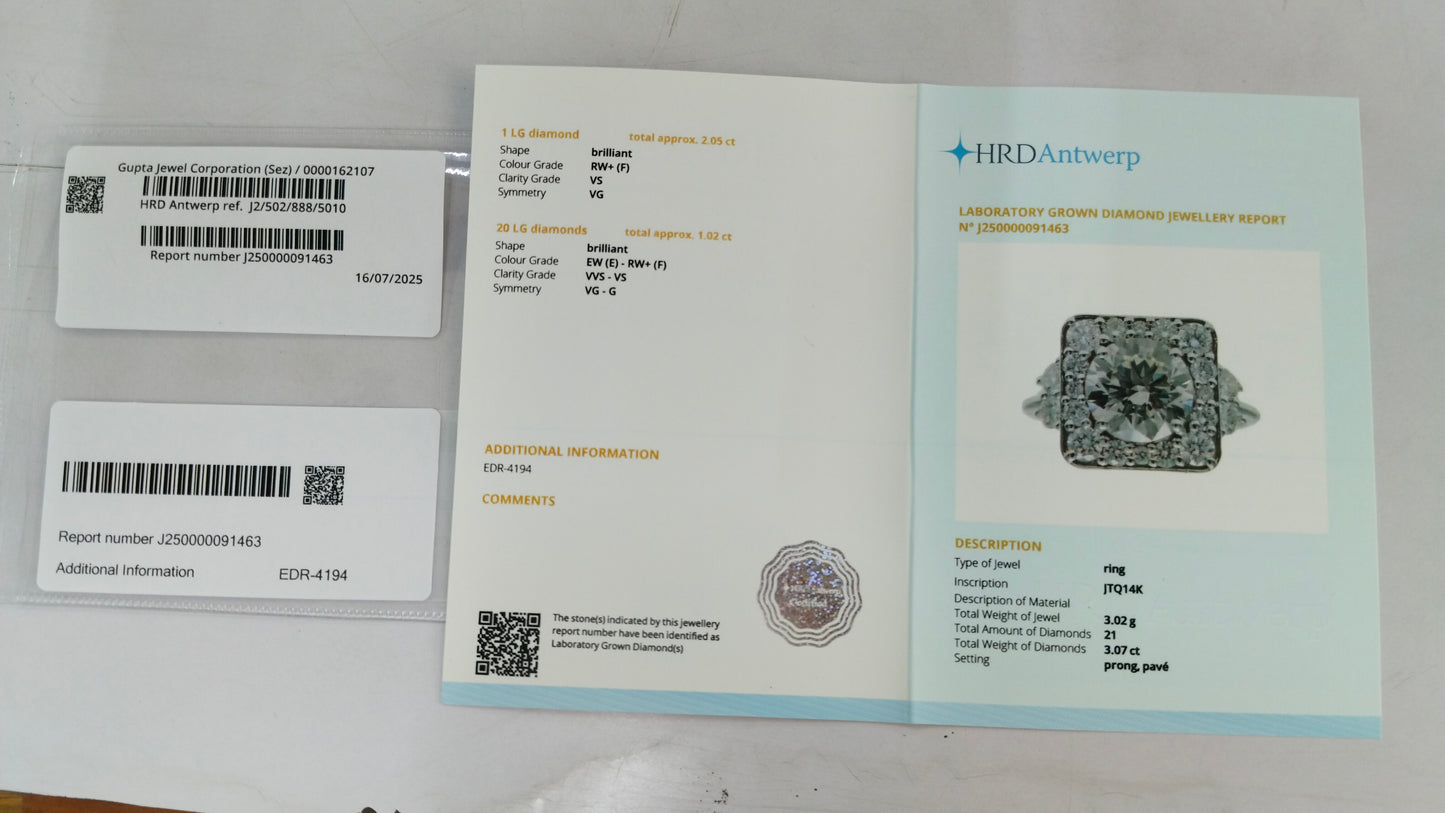 Gupta Jewel Corporation (Sez) / 0000162107
HRD Antwerp ref. J2/502/888/5010
Report number J250000091463
16/07/2025
Report number J250000091463
Additional Information EDR-4194
1 LG diamond total approx. 2.05 ct
Shape brilliant
Colour Grade RW+ (F)
Clarity Grade VS
Symmetry VG
20 LG diamonds total approx. 1.02 ct
Shape brilliant
Colour Grade EW (E) - RW+ (F)
Clarity Grade VVS - VS
Symmetry VG - G
ADDITIONAL INFORMATION
EDR-4194
COMMENTS
The stone(s) indicated by this jewellery
report number have been identified as
Laboratory Grown Diamond(s)
HRDAntwerp
LABORATORY GROWN DIAMOND JEWELLERY REPORT
N° J250000091463
DESCRIPTION
Type of Jewel ring
Inscription JTQ14K
Description of Material
Total Weight of Jewel 3.02 g
Total Amount of Diamonds 21
Total Weight of Diamonds 3.07 ct
Setting prong, pavé